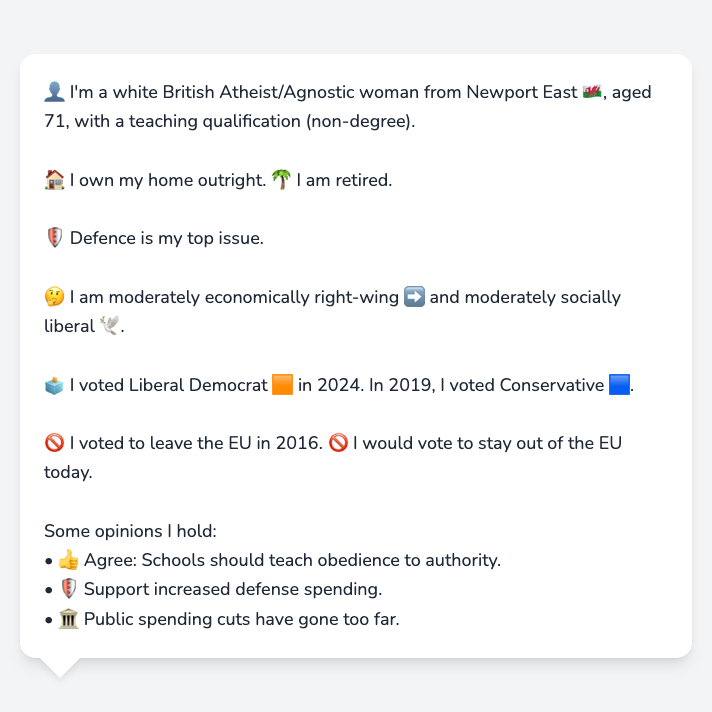 👤 I'm a white British Atheist/Agnostic woman from Newport East 🏴󠁧󠁢󠁷󠁬󠁳󠁿, aged
71, with a teaching qualification (non-degree).
🏠 I own my home outright. 🌴 I am retired.
🛡️ Defence is my top issue.
🤔 I am moderately economically right-wing ➡️ and moderately socially
liberal 🕊️.
🗳️ I voted Liberal Democrat 🟧 in 2024. In 2019, I voted Conservative 🟦.
🚫 I voted to leave the EU in 2016. 🚫 I would vote to stay out of the EU
today.
Some opinions I hold:
• 👍 Agree: Schools should teach obedience to authority.
• 🛡️ Support increased defense spending.
• 🏛️ Public spending cuts have gone too far.